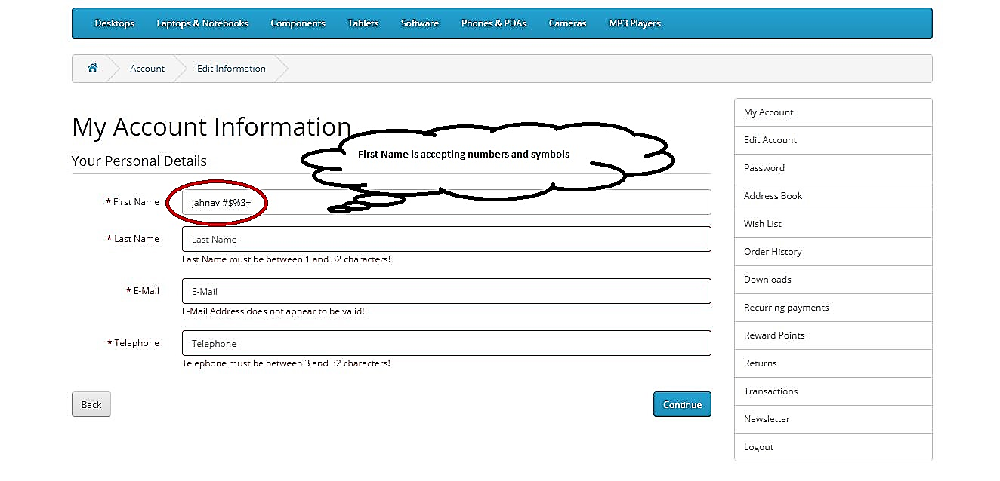 Desktops Laptops & Notebooks Components Tablets Software Phones & PDAs Cameras MP3 Players
Account Edit Information
My Account Information
Your Personal Details
First Name is accepting numbers and symbols
* First Name jahnavi#$%3+
* Last Name Last Name
Last Name must be between 1 and 32 characters!
* E-Mail E-Mail
E-Mail Address does not appear to be valid!
* Telephone Telephone
Telephone must be between 3 and 32 characters!
Back Continue
My Account
Edit Account
Password
Address Book
Wish List
Order History
Downloads
Recurring payments
Reward Points
Returns
Transactions
Newsletter
Logout